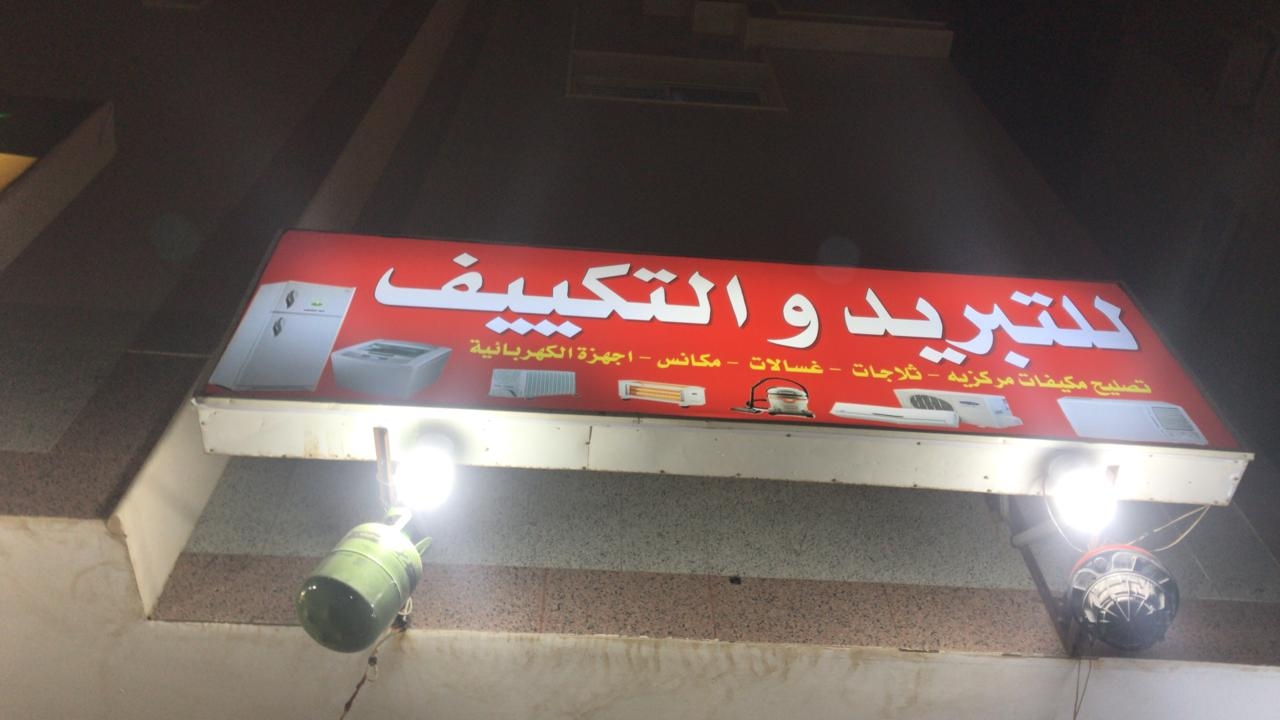 للتبريد و التكييف
تصليح مكيفات مركزيه - ثلاجات - غسالات - مكانس - اجهزة الكهربائية